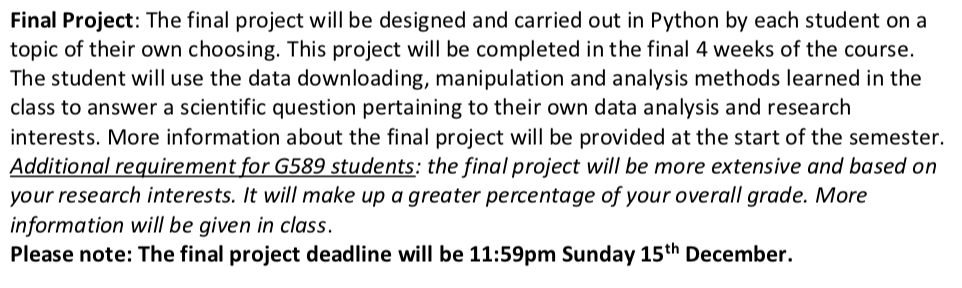 Final Project: The final project will be designed and carried out in Python by each student on a
topic of their own choosing. This project will be completed in the final 4 weeks of the course.
The student will use the data downloading, manipulation and analysis methods learned in the
class to answer a scientific question pertaining to their own data analysis and research
interests. More information about the final project will be provided at the start of the semester.
Additional requirement for G589 students: the final project will be more extensive and based on
your research interests. It will make up a greater percentage of your overall grade. More
information will be given in class.
Please note: The final project deadline will be 11:59pm Sunday 15th December.